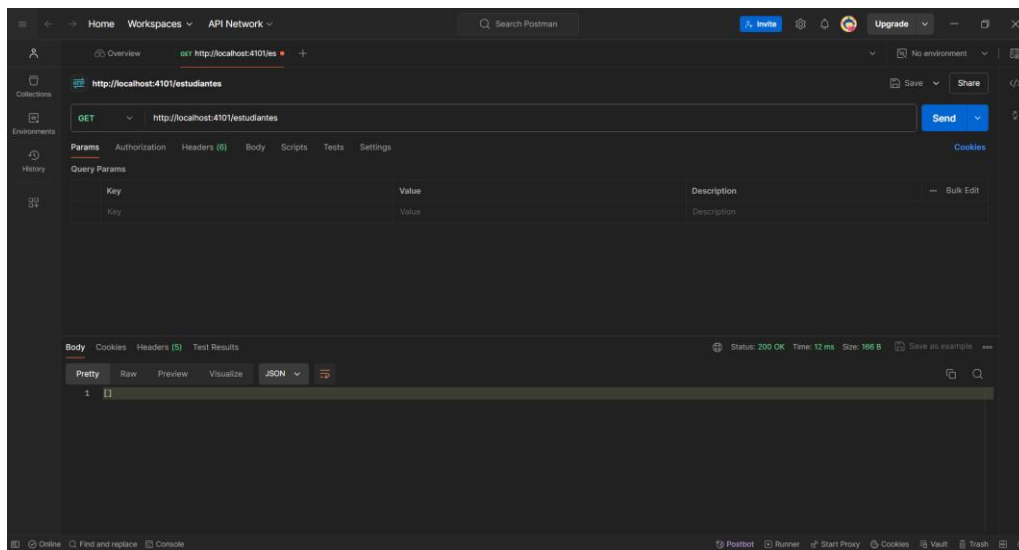 Home Workspaces API Network
Search Postman
Invite
Upgrade
Overview
GET http://localhost:4101/es
No environment
http://localhost:4101/estudiantes
Save
Share
Collections
GET
http://localhost:4101/estudiantes
Send
Environments
Params Authorization Headers (6) Body Scripts Tests Settings
Cookies
History
Query Params
Key Value Description
Bulk Edit
Key Value Description
Body Cookies Headers (5) Test Results
Status: 200 OK Time: 12 ms Size: 166 B
Save as example
Pretty Raw Preview Visualize JSON
1 []
Online Find and replace Console
Postbot Runner Start Proxy Cookies Vault Trash